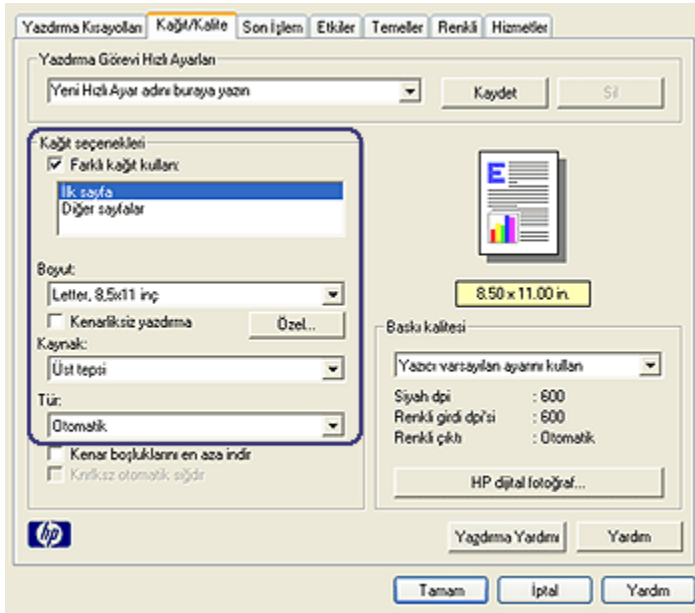 Yazdırma Kısayolları Kağıt/Kalite Son İşlem Etkiler Temeller Renkli Hizmetler
Yazdırma Görevi Hızlı Ayarları
Yeni Hızlı Ayar adını buraya yazın
Kaydet
Sil
Kağıt seçenekleri
Farklı kağıt kullan:
İlk sayfa
Diğer sayfalar
Boyut:
Letter, 8,5x11 inç
Kenarlıksız yazdırma
Özel...
Kaynak:
Üst tepsi
Tür:
Otomatik
Kenar boşluklarını en aza indir
otomatik sığdır
E
8.50 x 11.00 in.
Baskı kalitesi
Yazıcı varsayılan ayarını kullan
Siyah dpi : 600
Renkli girdi dpi'si : 600
Renkli çıktı : Otomatik
HP dijital fotoğraf...
hp
Yazdırma Yardımı
Yardım
Tamam
İptal
Yardım